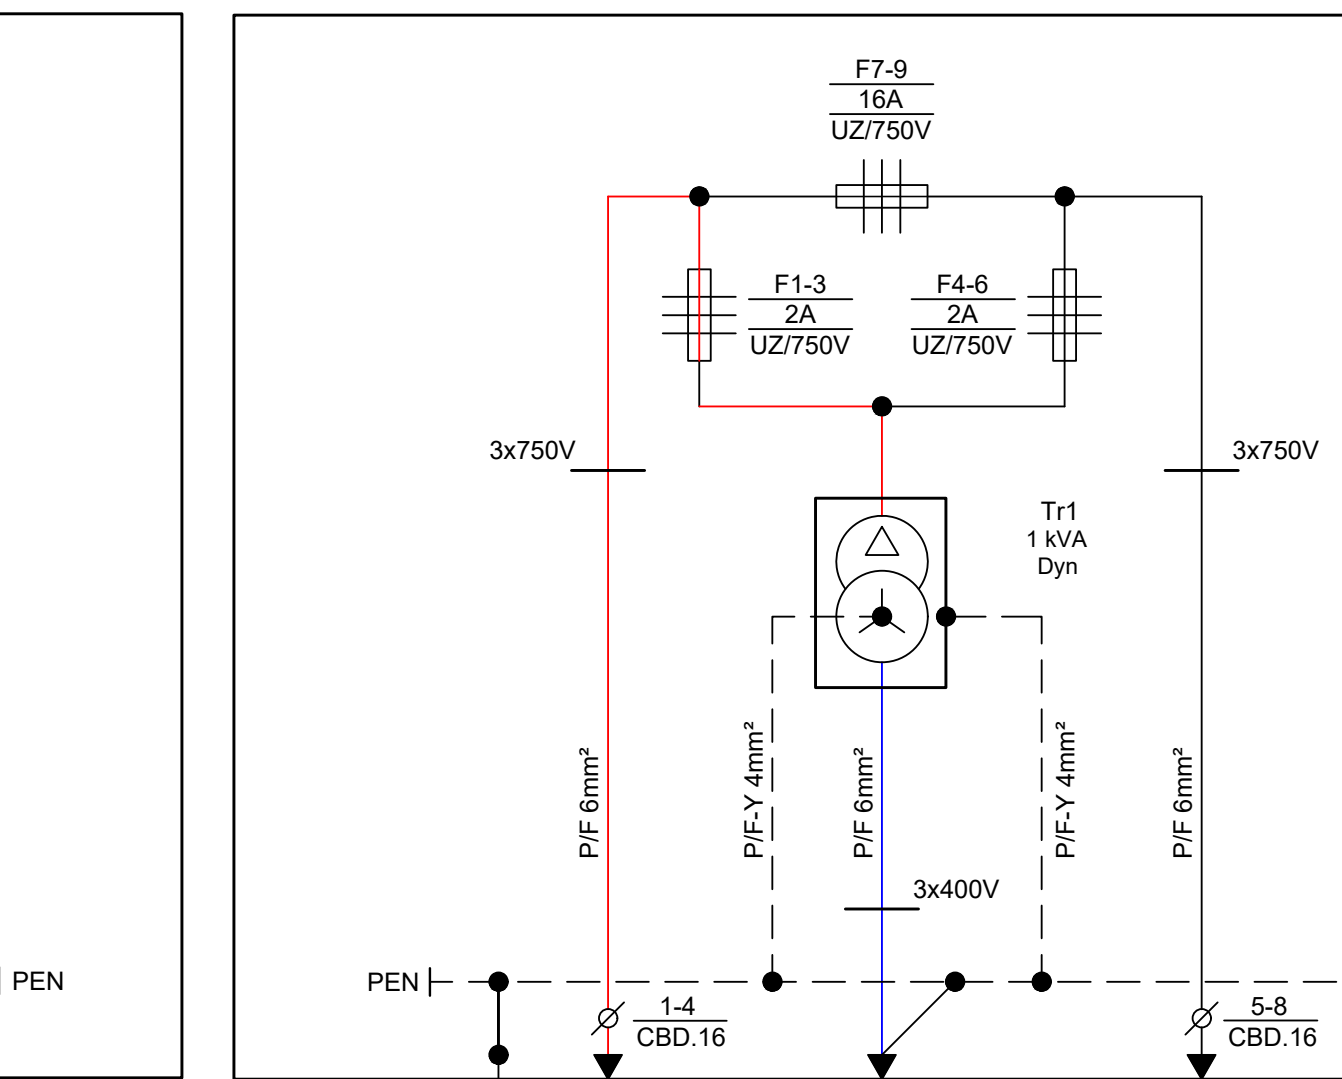 F7-9
16A
UZ/750V
F1-3
2A
UZ/750V
F4-6
2A
UZ/750V
3x750V
3x750V
Tr1
1 kVA
Dyn
P/F 6mm²
P/F-Y 4mm²
P/F 6mm²
P/F-Y 4mm²
P/F 6mm²
3x400V
PEN
PEN
1-4
CBD.16
5-8
CBD.16